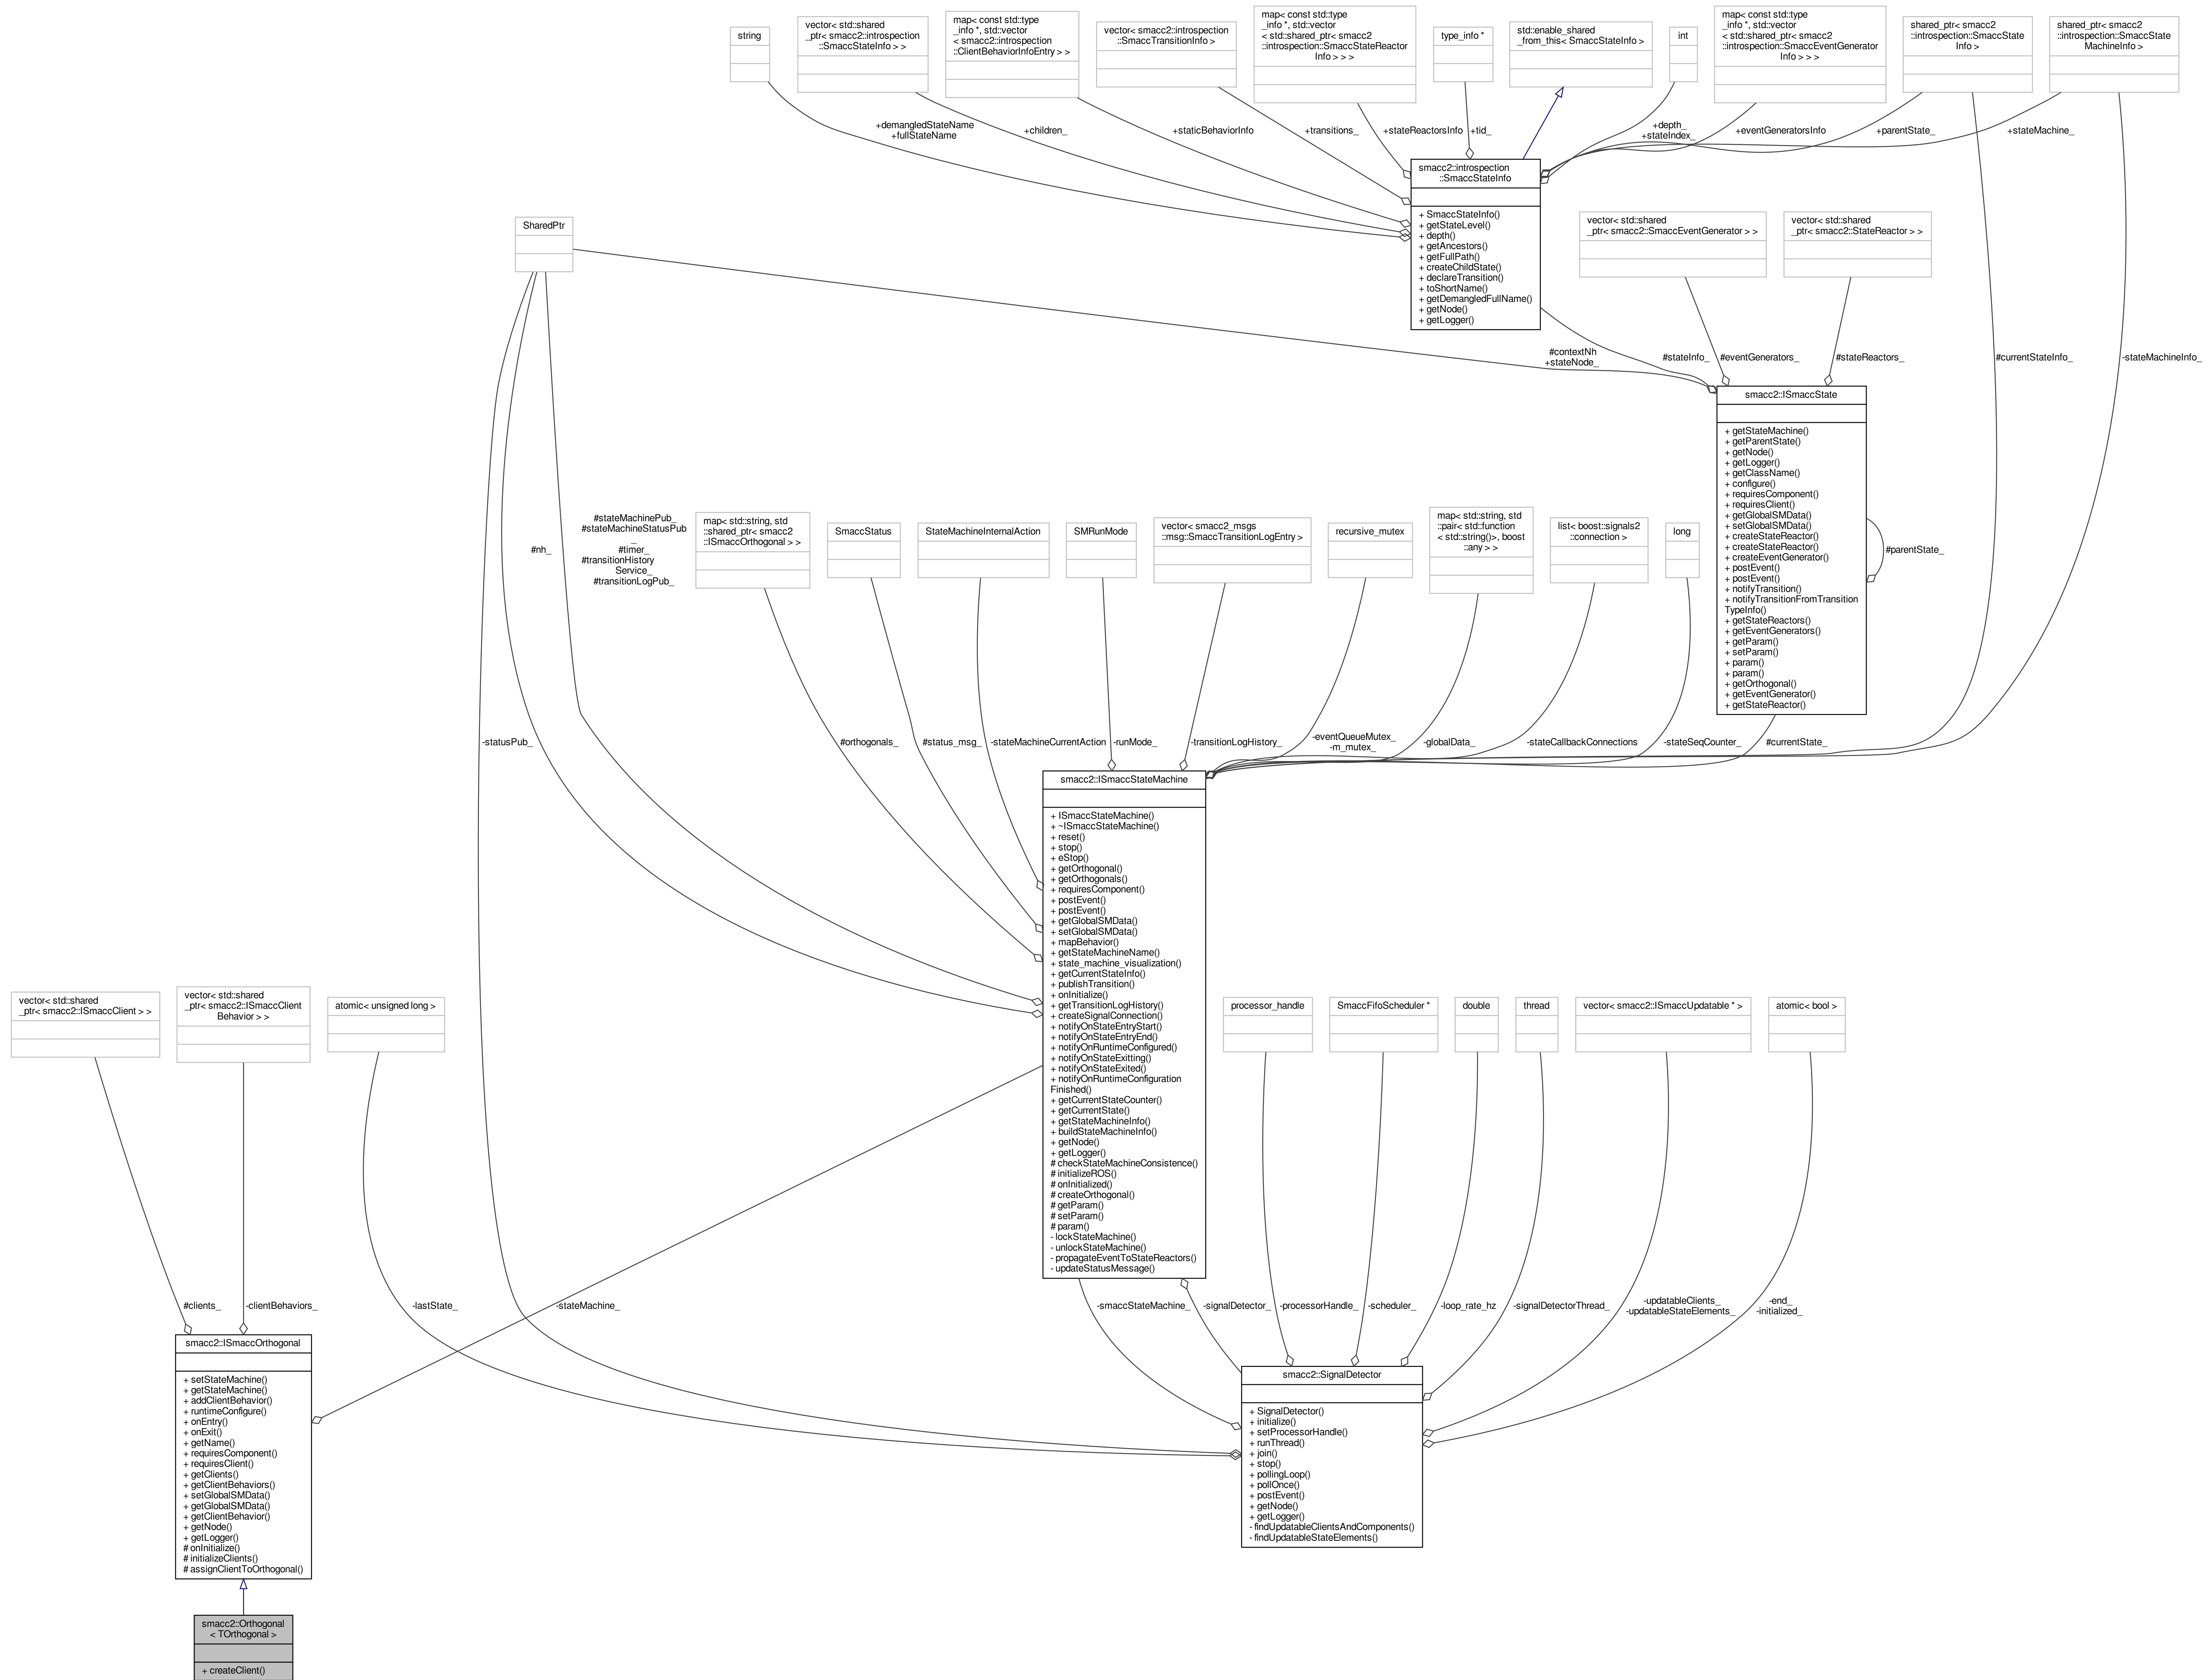 string
vector< std::shared
_ptr< smacc2::introspection
::SmaccStateInfo > >
map< const std::type
_info *, std::vector
< smacc2::introspection
::ClientBehaviorInfoEntry > >
vector< smacc2::introspection
::SmaccTransitionInfo >
map< const std::type
_info *, std::vector
< std::shared_ptr< smacc2
::introspection::SmaccStateReactor
Info > > >
type_info *
std::enable_shared
_from_this< SmaccStateInfo >
int
map< const std::type
_info *, std::vector
< std::shared_ptr< smacc2
::introspection::SmaccEventGenerator
Info > > >
shared_ptr< smacc2
::introspection::SmaccState
Info >
shared_ptr< smacc2
::introspection::SmaccState
MachineInfo >
+demangledStateName
+fullStateName
+children_
+staticBehaviorInfo
+transitions_
+stateReactorsInfo
+tid_
+depth_
+stateIndex_
+eventGeneratorsInfo
+parentState_
+stateMachine_
smacc2::introspection
::SmaccStateInfo
+ SmaccStateInfo()
+ getStateLevel()
+ depth()
+ getAncestors()
+ getFullPath()
+ createChildState()
+ declareTransition()
+ toShortName()
+ getDemangledFullName()
+ getNode()
+ getLogger()
SharedPtr
vector< std::shared
_ptr< smacc2::SmaccEventGenerator > >
vector< std::shared
_ptr< smacc2::StateReactor > >
#contextNh
+stateNode_
#stateInfo_
#eventGenerators_
#stateReactors_
#currentStateInfo_
-stateMachineInfo_
smacc2::ISmaccState
+ getStateMachine()
+ getParentState()
+ getNode()
+ getLogger()
+ getClassName()
+ configure()
+ requiresComponent()
+ requiresClient()
+ getGlobalSMData()
+ setGlobalSMData()
+ createStateReactor()
+ createStateReactor()
+ createEventGenerator()
+ postEvent()
+ postEvent()
+ notifyTransition()
+ notifyTransitionFromTransition
TypeInfo()
+ getStateReactors()
+ getEventGenerators()
+ getParam()
+ setParam()
+ param()
+ param()
+ getOrthogonal()
+ getEventGenerator()
+ getStateReactor()
#parentState_
#nh_
#stateMachinePub_
#stateMachineStatusPub
_
#timer_
#transitionHistory
Service_
#transitionLogPub_
map< std::string, std
::shared_ptr< smacc2
::ISmaccOrthogonal > >
SmaccStatus
StateMachineInternalAction
SMRunMode
vector< smacc2_msgs
::msg::SmaccTransitionLogEntry >
recursive_mutex
map< std::string, std
::pair< std::function
< std::string()>, boost
::any > >
list< boost::signals2
::connection >
long
-statusPub_
#orthogonals_
#status_msg_
-stateMachineCurrentAction
-runMode_
-transitionLogHistory_
-eventQueueMutex_
-m_mutex_
-globalData_
-stateCallbackConnections
-stateSeqCounter_
#currentState_
smacc2::ISmaccStateMachine
+ ISmaccStateMachine()
+ ~ISmaccStateMachine()
+ reset()
+ stop()
+ eStop()
+ getOrthogonal()
+ getOrthogonals()
+ requiresComponent()
+ postEvent()
+ postEvent()
+ getGlobalSMData()
+ setGlobalSMData()
+ mapBehavior()
+ getStateMachineName()
+ state_machine_visualization()
+ getCurrentStateInfo()
+ publishTransition()
+ onInitialize()
+ getTransitionLogHistory()
+ createSignalConnection()
+ notifyOnStateEntryStart()
+ notifyOnStateEntryEnd()
+ notifyOnRuntimeConfigured()
+ notifyOnStateExitting()
+ notifyOnStateExited()
+ notifyOnRuntimeConfiguration
Finished()
+ getCurrentStateCounter()
+ getCurrentState()
+ getStateMachineInfo()
+ buildStateMachineInfo()
+ getNode()
+ getLogger()
# checkStateMachineConsistence()
# initializeROS()
# onInitialized()
# createOrthogonal()
# getParam()
# setParam()
# param()
- lockStateMachine()
- unlockStateMachine()
- propagateEventToStateReactors()
- updateStatusMessage()
vector< std::shared
_ptr< smacc2::ISmaccClient > >
vector< std::shared
_ptr< smacc2::ISmaccClient
Behavior > >
atomic< unsigned long >
processor_handle
SmaccFifoScheduler *
double
thread
vector< smacc2::ISmaccUpdatable * >
atomic< bool >
#clients_
-clientBehaviors_
-lastState_
-stateMachine_
-smaccStateMachine_
-signalDetector_
-processorHandle_
-scheduler_
-loop_rate_hz
-signalDetectorThread_
-updatableClients_
-updatableStateElements_
-end_
-initialized_
smacc2::ISmaccOrthogonal
+ setStateMachine()
+ getStateMachine()
+ addClientBehavior()
+ runtimeConfigure()
+ onEntry()
+ onExit()
+ getName()
+ requiresComponent()
+ requiresClient()
+ getClients()
+ getClientBehaviors()
+ setGlobalSMData()
+ getGlobalSMData()
+ getClientBehavior()
+ getNode()
+ getLogger()
# onInitialize()
# initializeClients()
# assignClientToOrthogonal()
smacc2::SignalDetector
+ SignalDetector()
+ initialize()
+ setProcessorHandle()
+ runThread()
+ join()
+ stop()
+ pollingLoop()
+ pollOnce()
+ postEvent()
+ getNode()
+ getLogger()
- findUpdatableClientsAndComponents()
- findUpdatableStateElements()
smacc2::Orthogonal
< TOrthogonal >
+ createClient()